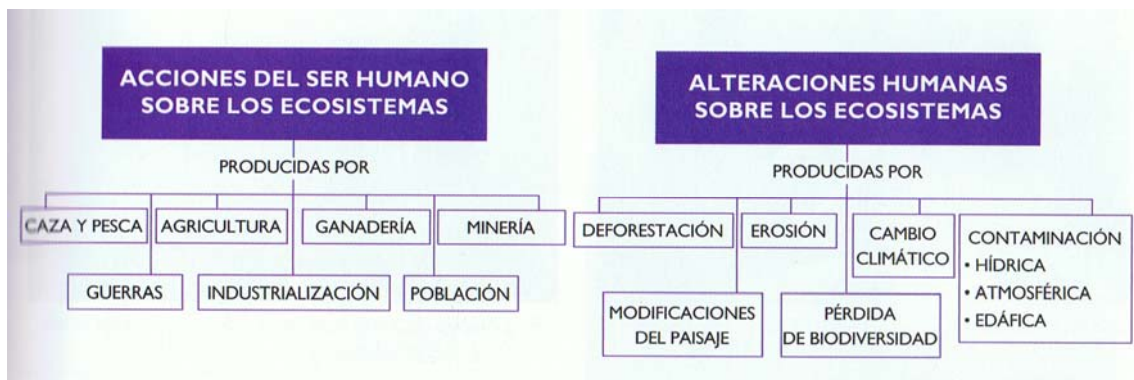 ACCIONES DEL SER HUMANO
SOBRE LOS ECOSISTEMAS
PRODUCIDAS POR
CAZA Y PESCA
AGRICULTURA
GANADERÍA
MINERÍA
GUERRAS
INDUSTRIALIZACIÓN
POBLACIÓN
ALTERACIONES HUMANAS
SOBRE LOS ECOSISTEMAS
PRODUCIDAS POR
DEFORESTACIÓN
EROSIÓN
CAMBIO
CLIMÁTICO
CONTAMINACIÓN
• HÍDRICA
• ATMOSFÉRICA
• EDÁFICA
MODIFICACIONES
DEL PAISAJE
PÉRDIDA
DE BIODIVERSIDAD